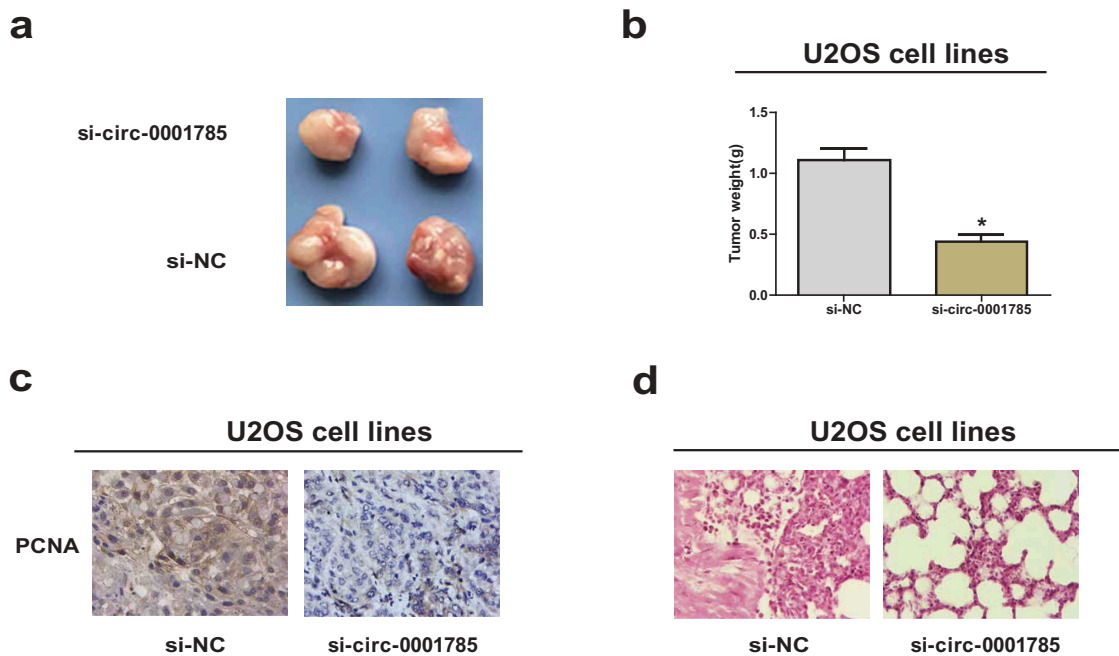 a
si-circ-0001785
si-NC
b
U2OS cell lines
Tumor weight(g)
1.5
1.0
0.5
0.0
*
si-NC
si-circ-0001785
c
U2OS cell lines
PCNA
si-NC
si-circ-0001785
d
U2OS cell lines
si-NC
si-circ-0001785